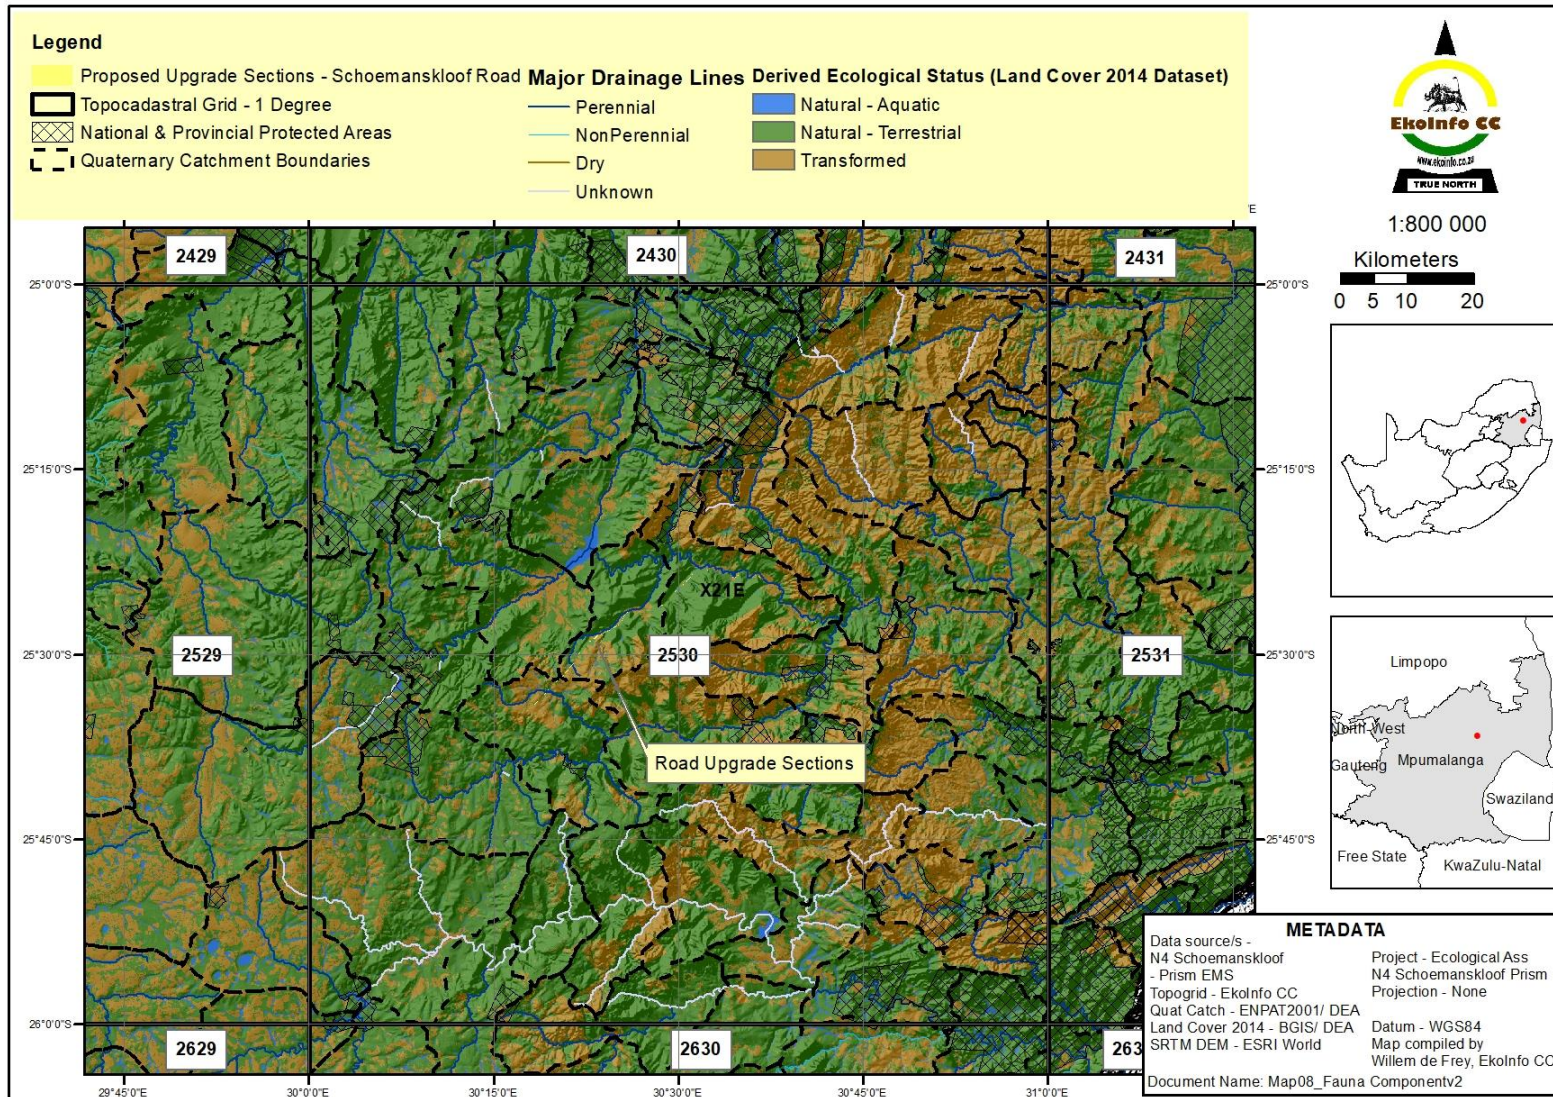 Legend
Proposed Upgrade Sections - Schoemanskloof Road
Topocadastral Grid - 1 Degree
National & Provincial Protected Areas
Quaternary Catchment Boundaries
Major Drainage Lines
Perennial
NonPerennial
Dry
Unknown
Derived Ecological Status (Land Cover 2014 Dataset)
Natural - Aquatic
Natural - Terrestrial
Transformed
EkoInfo CC
www.ekoinfo.co.za
TRUE NORTH
1:800 000
Kilometers
0 5 10 20
2429
2430
2431
25°0'0"S
25°0'0"S
25°15'0"S
25°15'0"S
X21E
2529
2530
2531
25°30'0"S
25°30'0"S
Road Upgrade Sections
25°45'0"S
25°45'0"S
26°0'0"S
2629
2630
263
29°45'0"E
30°0'0"E
30°15'0"E
30°30'0"E
30°45'0"E
31°0'0"E
Limpopo
North-West
Gauteng
Mpumalanga
Swaziland
Free State
KwaZulu-Natal
METADATA
Data source/s -
N4 Schoemanskloof
- Prism EMS
Topogrid - EkoInfo CC
Quat Catch - ENPAT2001/ DEA
Land Cover 2014 - BGIS/ DEA
SRTM DEM - ESRI World
Project - Ecological Ass
N4 Schoemanskloof Prism
Projection - None
Datum - WGS84
Map compiled by
Willem de Frey, EkoInfo CC
Document Name: Map08_Fauna Componentv2